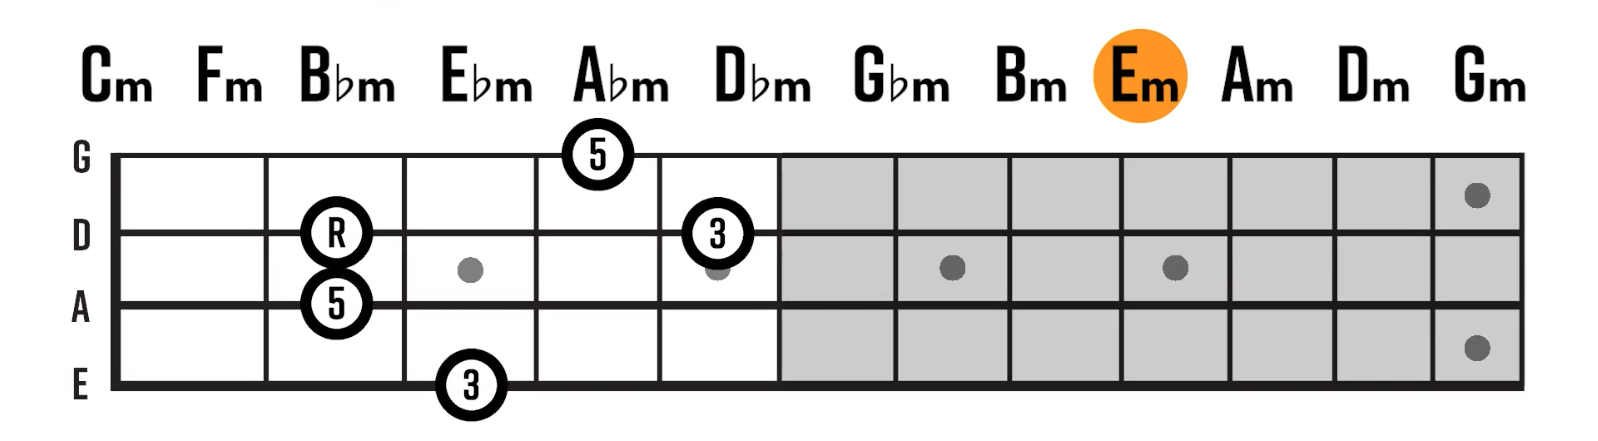 Cm Fm B♭m E♭m A♭m D♭m G♭m Bm Em Am Dm Gm
G 5
D R 3
A 5
E 3